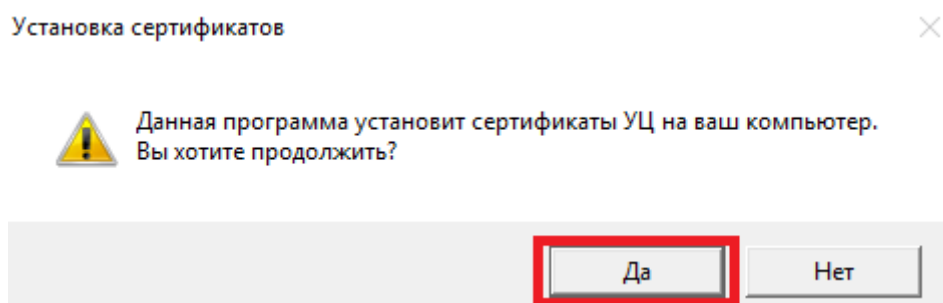 Установка сертификатов
Данная программа установит сертификаты УЦ на ваш компьютер.
Вы хотите продолжить?
Да
Нет